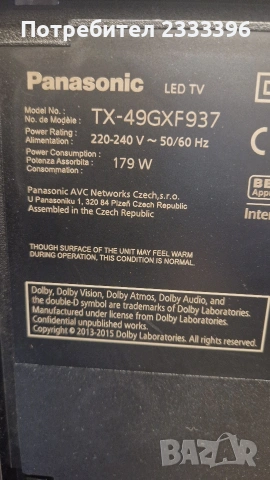 Потребител 2333396
Panasonic LED TV D
Model No. :
No. de Modèle : TX-49GXF937
Power Rating :
Alimentation : 220-240 V ~ 50/60 Hz
Power Consumption :
Potenza Assorbita : 179 W
Consommation :
Panasonic AVC Networks Czech,s.r.o.
U Panasoniku 1, 320 84 Plzeň Czech Republic
Assembled in the Czech Republic
BE
App
Inter
THOUGH SURFACE OF THE UNIT MAY FEEL WARM
DURING OPERATION, THIS CONDITION IS NORMAL.
Dolby, Dolby Vision, Dolby Atmos, Dolby Audio, and
the double-D symbol are trademarks of Dolby Laboratories.
Manufactured under license from Dolby Laboratories.
Confidential unpublished works.
Copyright © 2013-2015 Dolby Laboratories. All rights reserved.
bazar